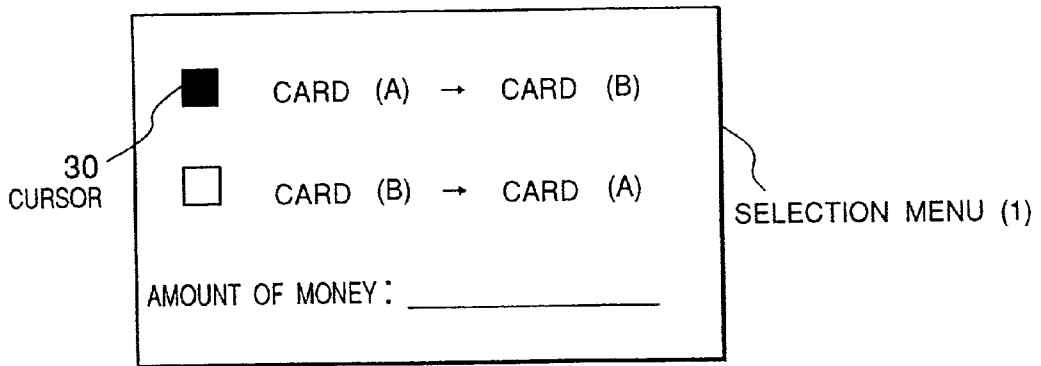 CARD (A) → CARD (B)
30
CURSOR
CARD (B) → CARD (A)
SELECTION MENU (1)
AMOUNT OF MONEY: